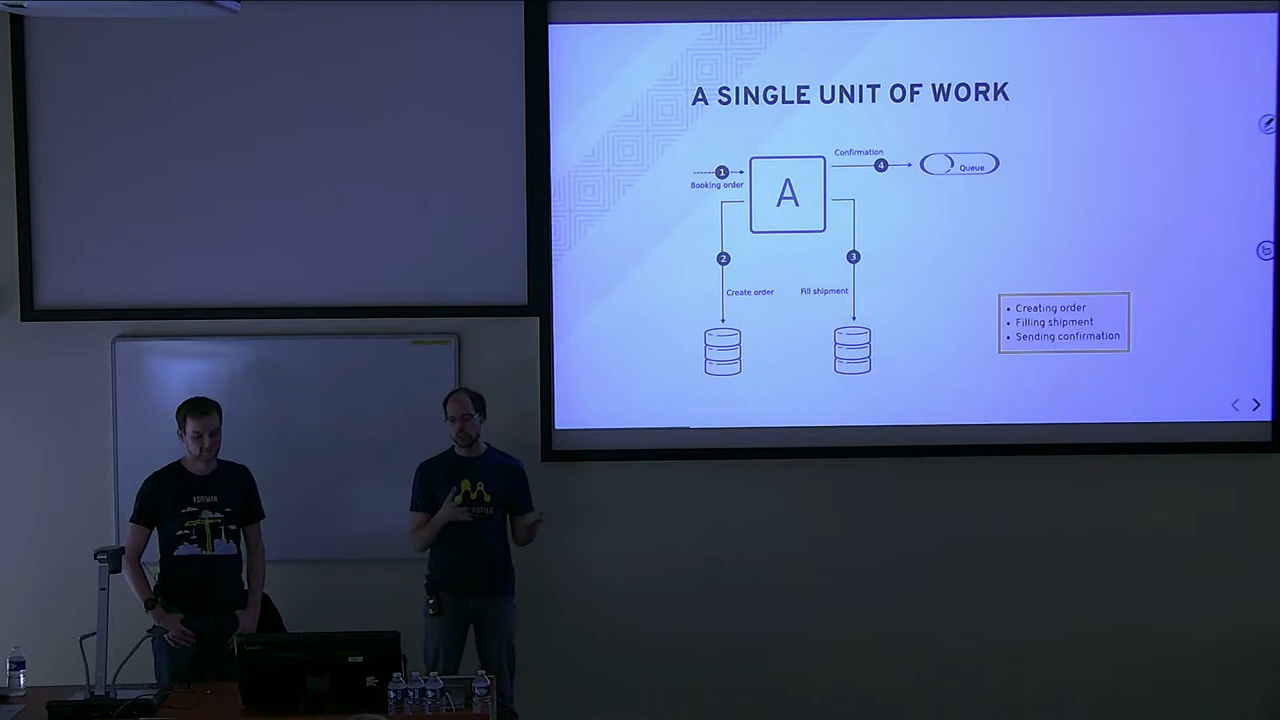 A SINGLE UNIT OF WORK
Confirmation
1
4
Queue
Booking order
A
2
3
Create order
Fill shipment
• Creating order
• Filling shipment
• Sending confirmation
FOREMAN